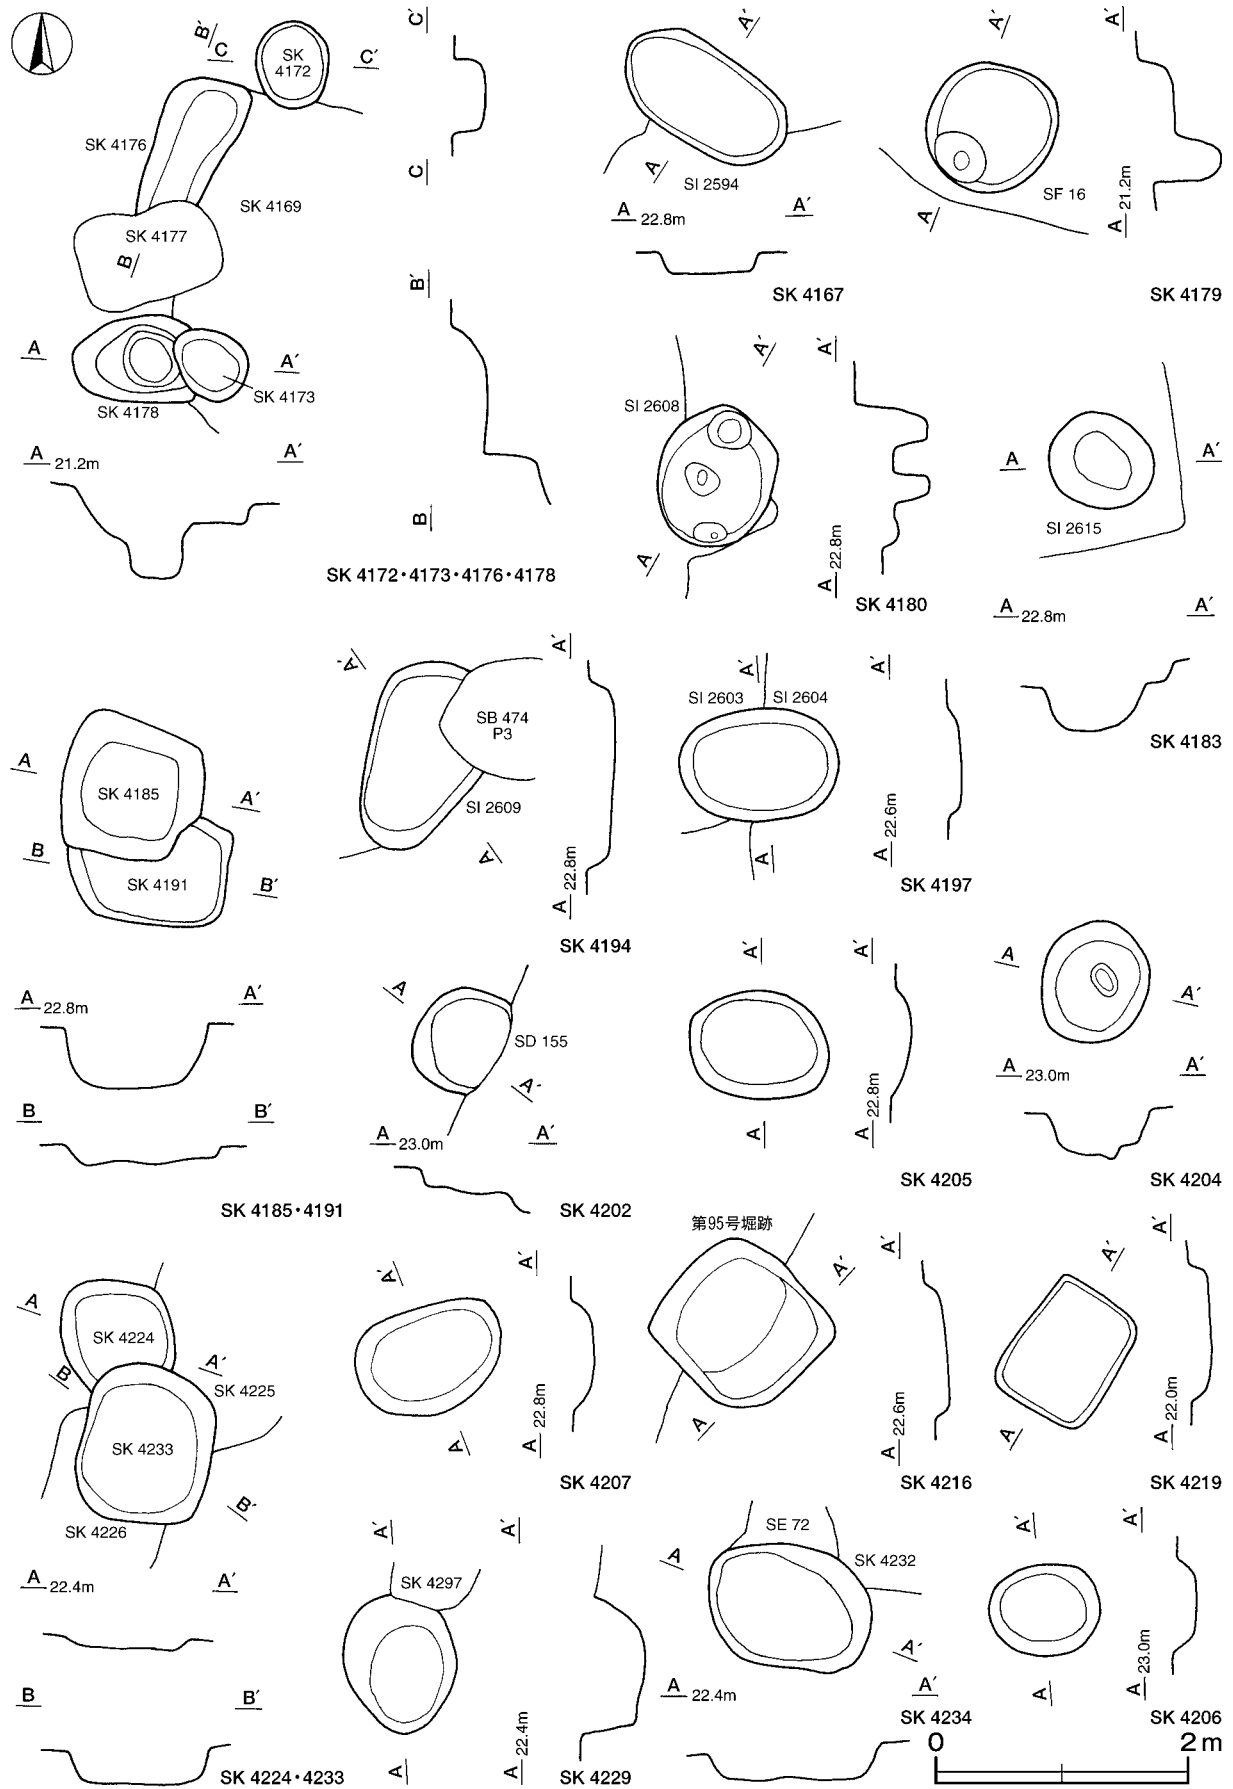 B B′
C C′
SK
4172
SK 4176
SK 4169
SK 4177
B
A A′
SK 4173
SK 4178
A 21.2m A′
C′
C
B′
B
SK 4172・4173・4176・4178
A′
A
SI 2594
A 22.8m A′
SK 4167
A′
A
SF 16
A′
A 21.2m
SK 4179
A′
SI 2608
A
A′
A 22.8m
SK 4180
A A′
SI 2615
A 22.8m A′
SK 4183
A A′
SK 4185
B B′
SK 4191
A 22.8m A′
B B′
SK 4185・4191
A′
SB 474
P3
SI 2609
A
A′
A 22.8m
SK 4194
A′
SI 2603 SI 2604
A
A′
A 22.6m
SK 4197
A
SD 155
A′
A 23.0m A′
SK 4202
A′
A
A′
A 22.8m
SK 4205
A
A′
A 23.0m A′
SK 4204
A
SK 4224
B A′
SK 4225
SK 4233
B′
SK 4226
A 22.4m A′
B B′
SK 4224・4233
A′
A
A′
A 22.8m
SK 4207
第95号堀跡
A′
A
A′
A 22.6m
SK 4216
A′
A
A′
A 22.0m
SK 4219
A′
SK 4297
A
A′
A 22.4m
SK 4229
SE 72
A
SK 4232
A′
A 22.4m A′
SK 4234
A′
A
A′
A 23.0m
SK 4206
0 2 m